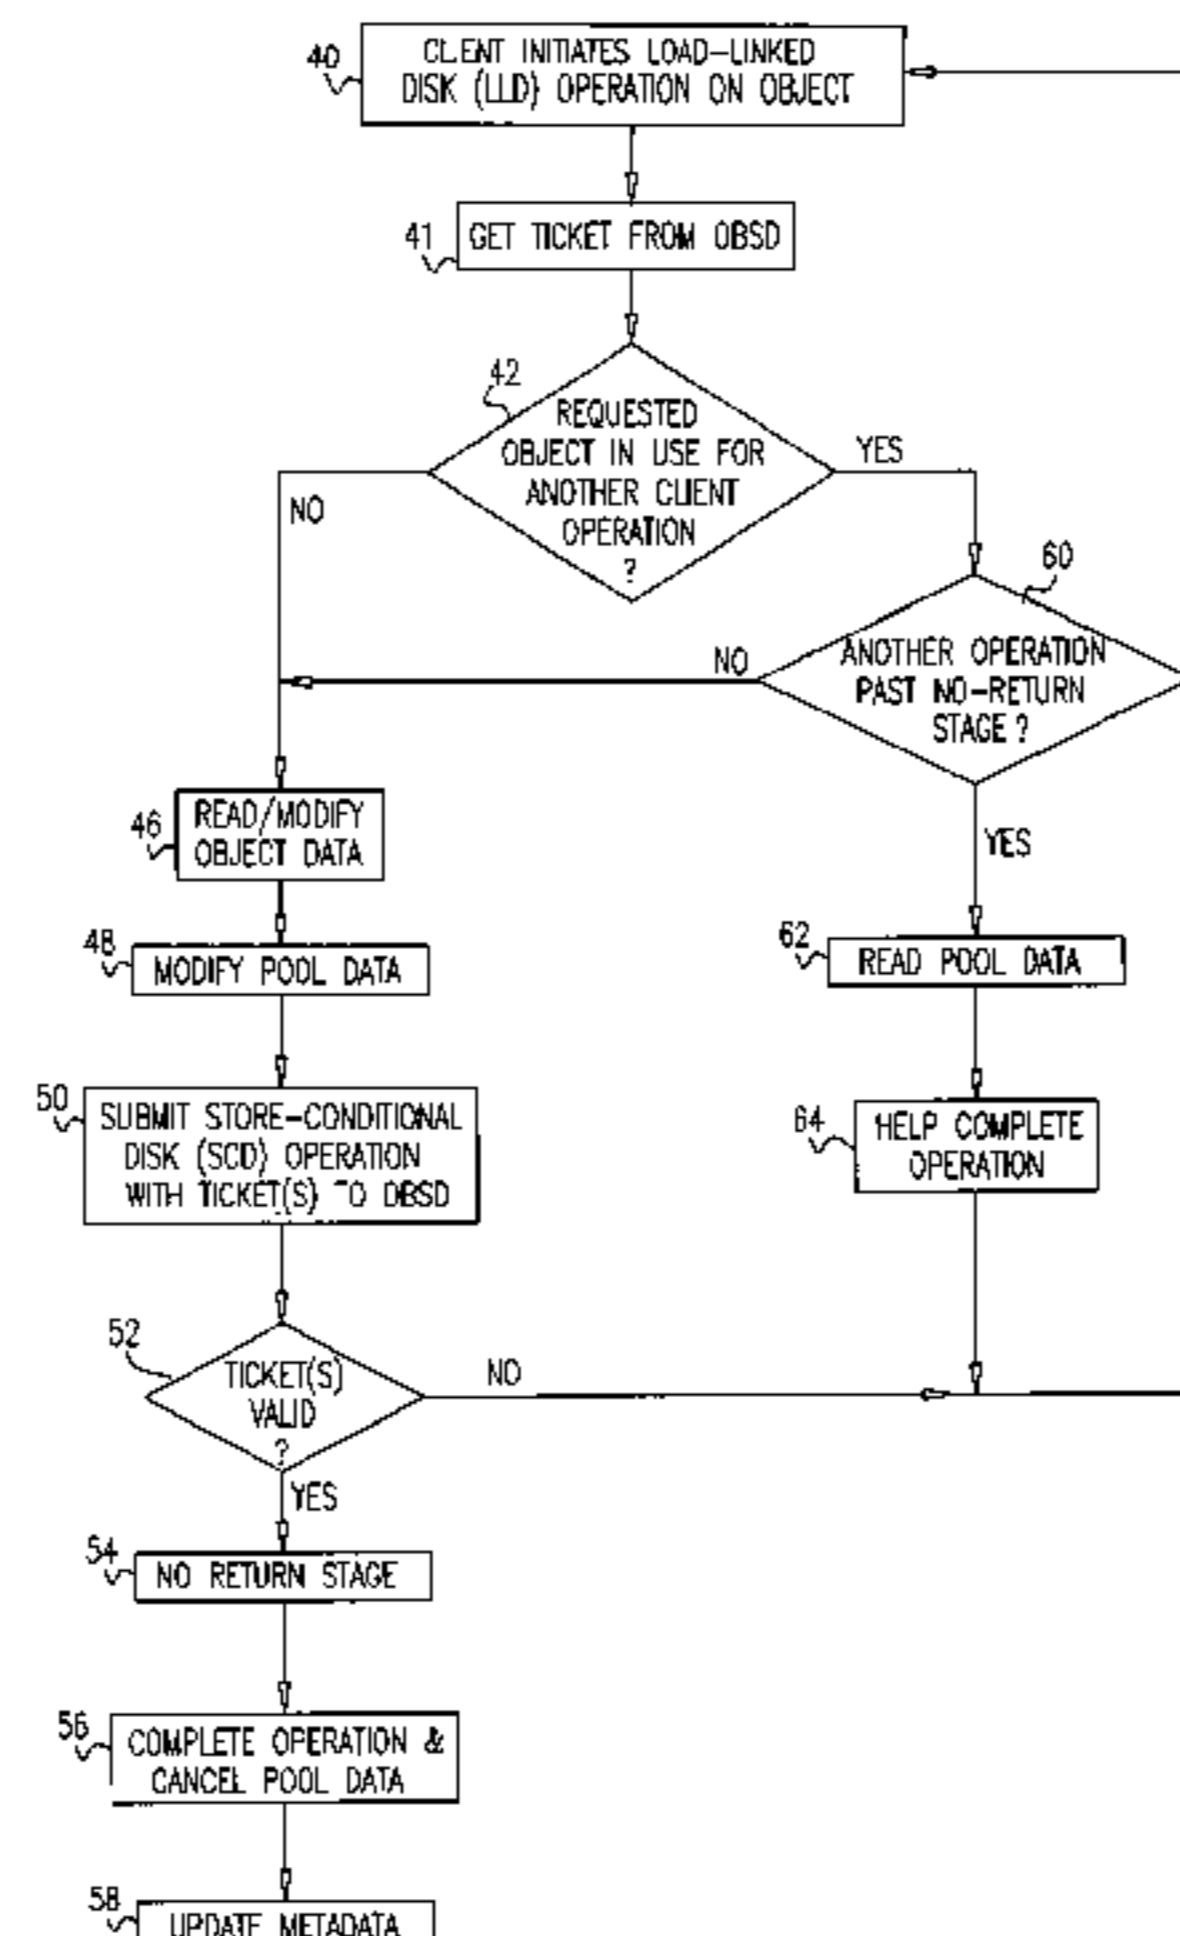 40
CLIENT INITIATES LOAD-LINKED
DISK (LLD) OPERATION ON OBJECT
41
GET TICKET FROM OBSD
42
REQUESTED
OBJECT IN USE FOR
ANOTHER CLIENT
OPERATION
?
YES
NO
60
ANOTHER OPERATION
PAST NO-RETURN
STAGE ?
NO
YES
46
READ/MODIFY
OBJECT DATA
48
MODIFY POOL DATA
62
READ POOL DATA
50
SUBMIT STORE-CONDITIONAL
DISK (SCD) OPERATION
WITH TICKET(S) TO OBSD
64
HELP COMPLETE
OPERATION
52
TICKET(S)
VALID
?
NO
YES
54
NO RETURN STAGE
56
COMPLETE OPERATION &
CANCEL POOL DATA
58
UPDATE METADATA